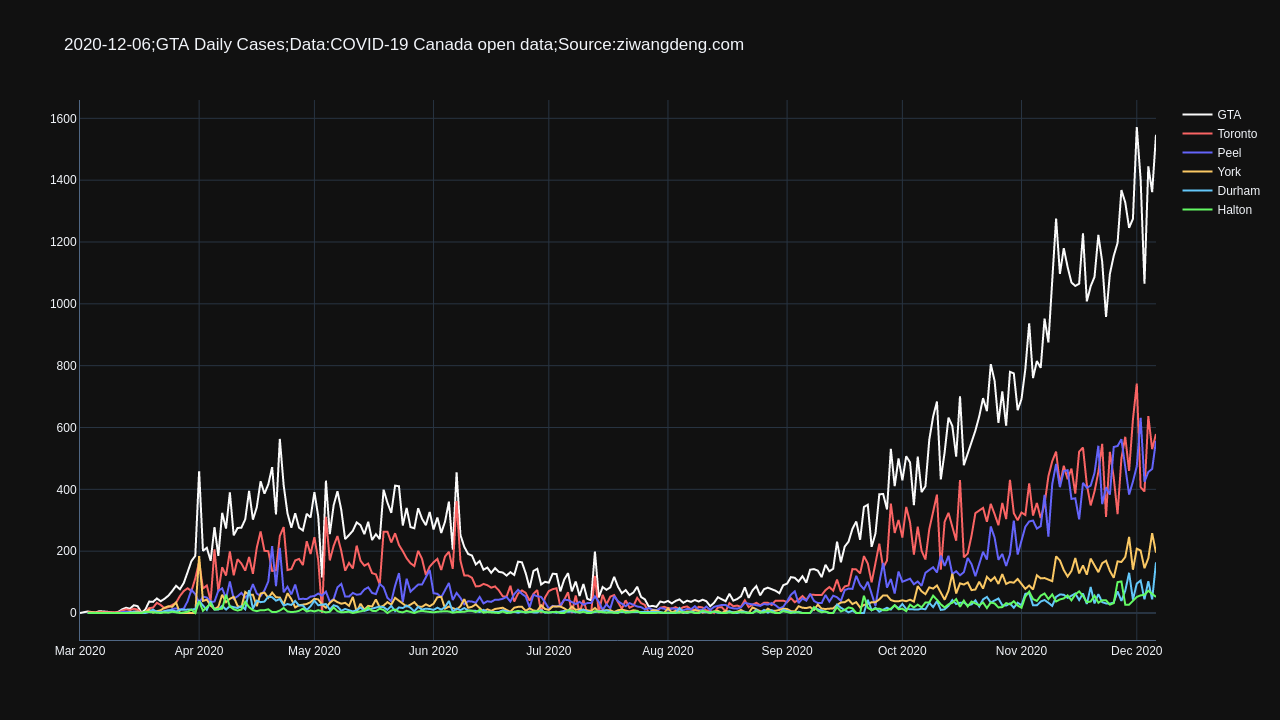 2020-12-06;GTA Daily Cases;Data:COVID-19 Canada open data;Source:ziwangdeng.com
1600
1400
1200
1000
800
600
400
200
0
Mar 2020 Apr 2020 May 2020 Jun 2020 Jul 2020 Aug 2020 Sep 2020 Oct 2020 Nov 2020 Dec 2020
GTA
Toronto
Peel
York
Durham
Halton